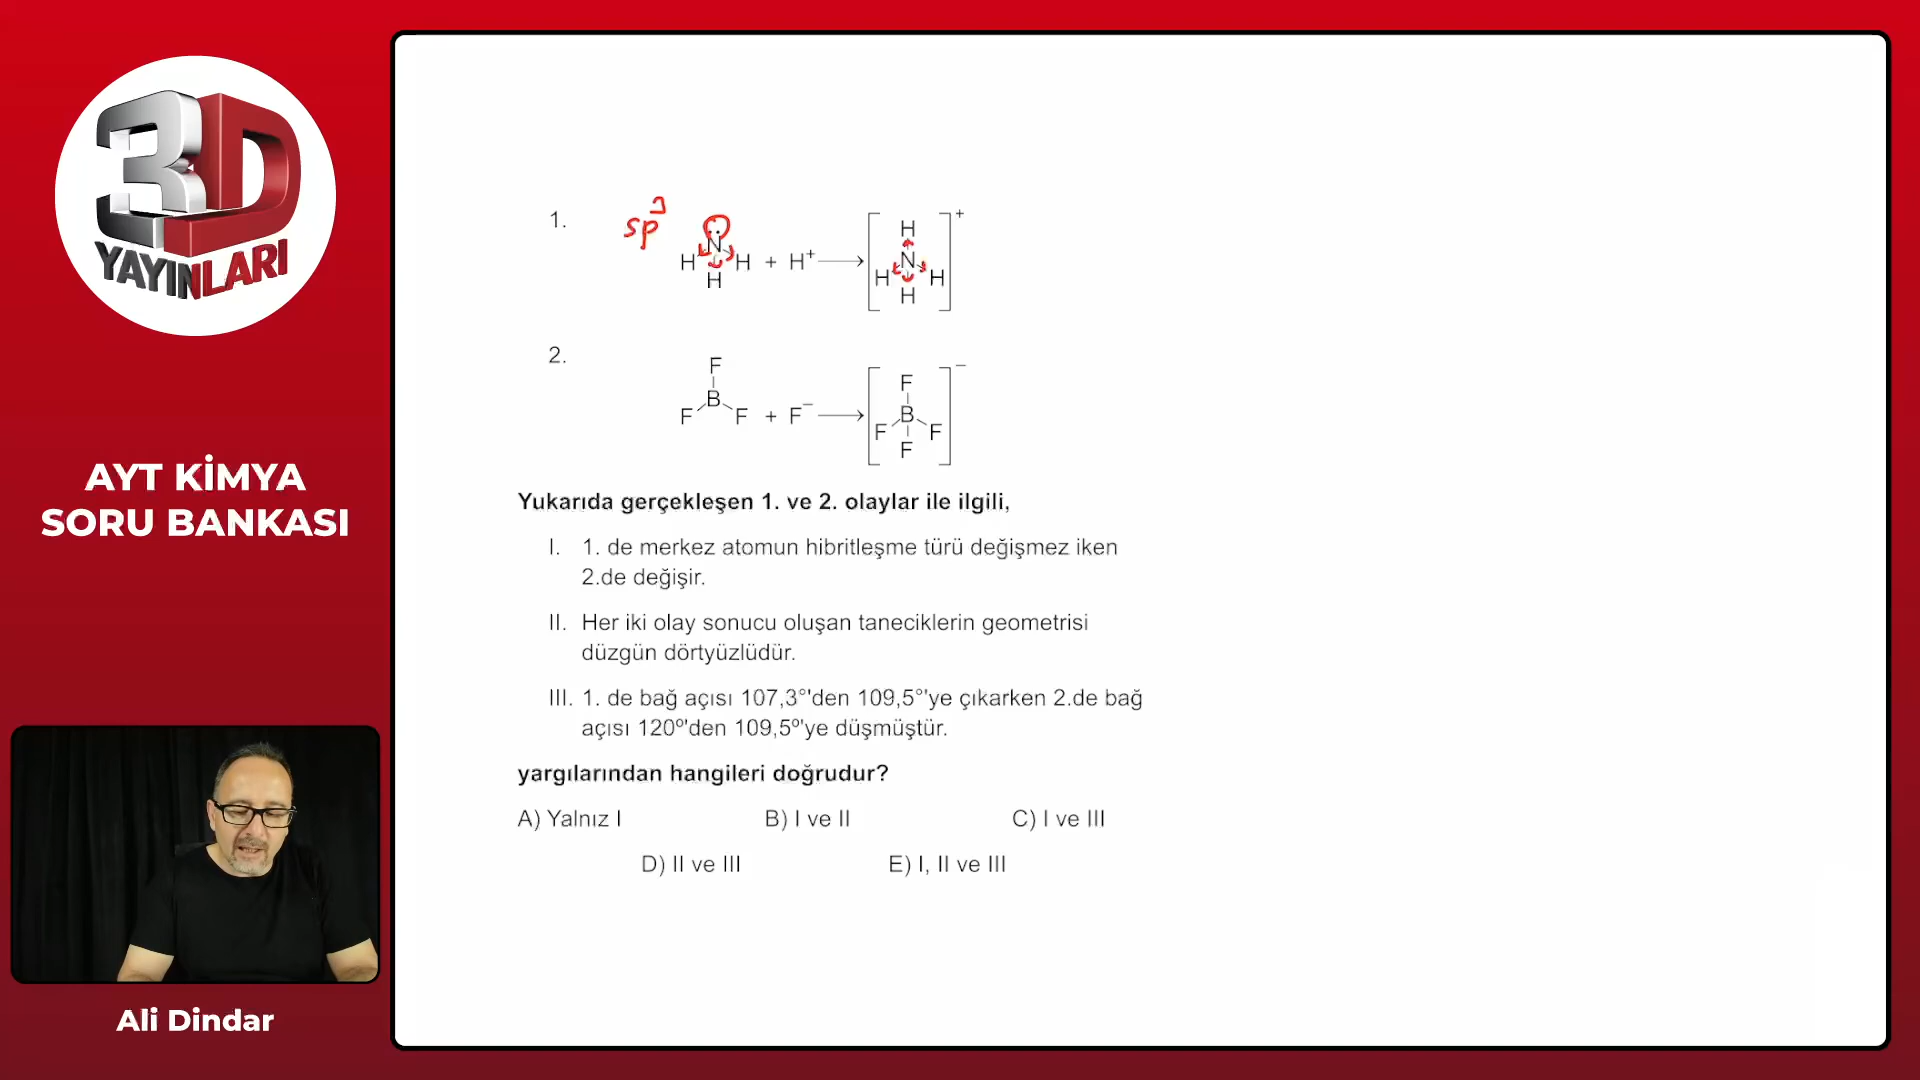 3D
YAYINLARI
AYT KİMYA
SORU BANKASI
Ali Dindar
1. sp³
N
H H + H⁺ ⟶ [ H N H H H ]⁺
H
2.
F
B
F F + F⁻ ⟶ [ F B F F F ]⁻
Yukarıda gerçekleşen 1. ve 2. olaylar ile ilgili,
I. 1. de merkez atomun hibritleşme türü değişmez iken
2.de değişir.
II. Her iki olay sonucu oluşan taneciklerin geometrisi
düzgün dörtyüzlüdür.
III. 1. de bağ açısı 107,3°'den 109,5°'ye çıkarken 2.de bağ
açısı 120º'den 109,5º'ye düşmüştür.
yargılarından hangileri doğrudur?
A) Yalnız I B) I ve II C) I ve III
D) II ve III E) I, II ve III